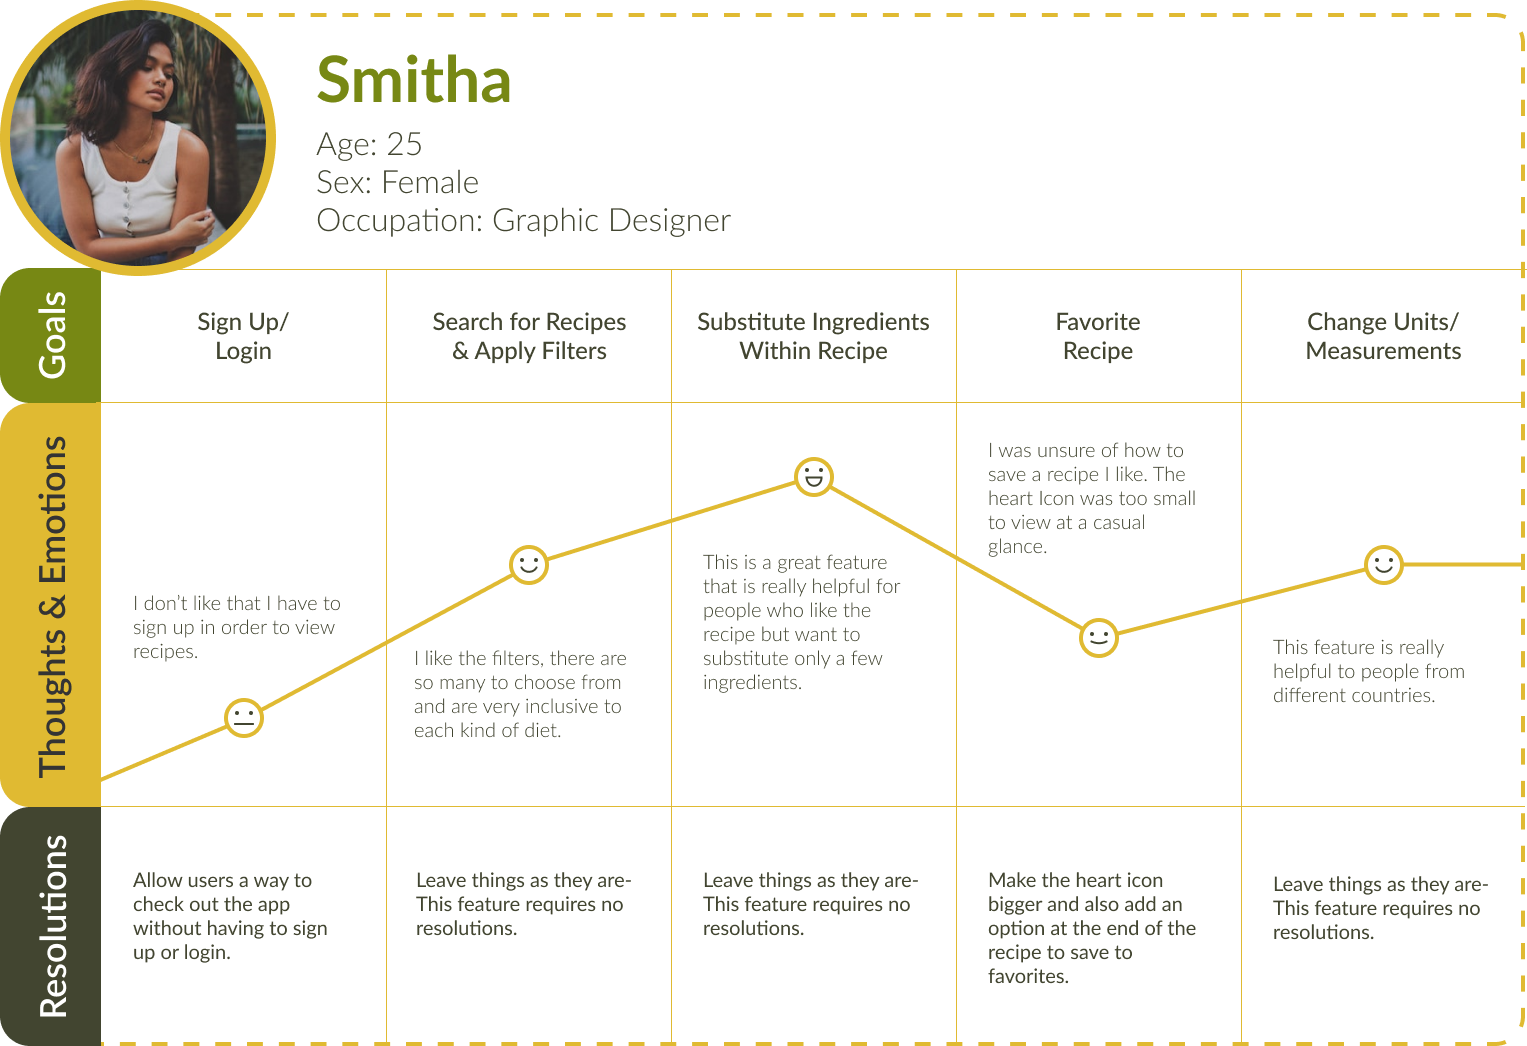 Smitha
Age: 25
Sex: Female
Occupation: Graphic Designer
Goals
Sign Up/
Login
Search for Recipes
& Apply Filters
Substitute Ingredients
Within Recipe
Favorite
Recipe
Change Units/
Measurements
Thoughts & Emotions
I don’t like that I have to
sign up in order to view
recipes.
I like the filters, there are
so many to choose from
and are very inclusive to
each kind of diet.
This is a great feature
that is really helpful for
people who like the
recipe but want to
substitute only a few
ingredients.
I was unsure of how to
save a recipe I like. The
heart Icon was too small
to view at a casual
glance.
This feature is really
helpful to people from
different countries.
Resolutions
Allow users a way to
check out the app
without having to sign
up or login.
Leave things as they are-
This feature requires no
resolutions.
Leave things as they are-
This feature requires no
resolutions.
Make the heart icon
bigger and also add an
option at the end of the
recipe to save to
favorites.
Leave things as they are-
This feature requires no
resolutions.